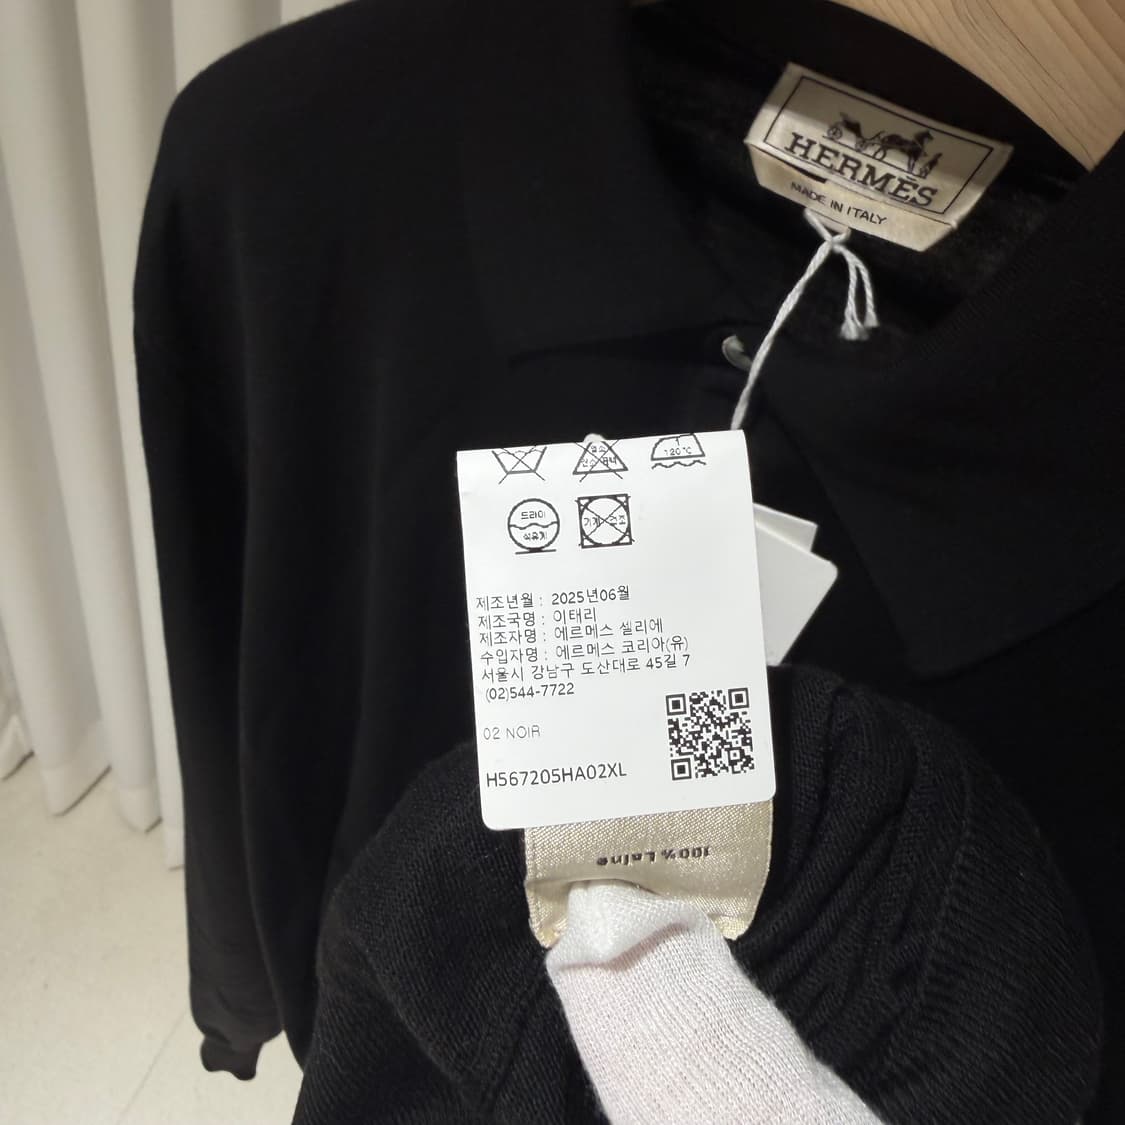 HERMÈS
MADE IN ITALY
120℃
드라이
석유계
제조년월 : 2025년06월
제조국명 : 이태리
제조자명 : 에르메스 셀리에
수입자명 : 에르메스 코리아(유)
서울시 강남구 도산대로 45길 7
(02)544-7722
02 NOIR
H567205HA02XL
100% Laine